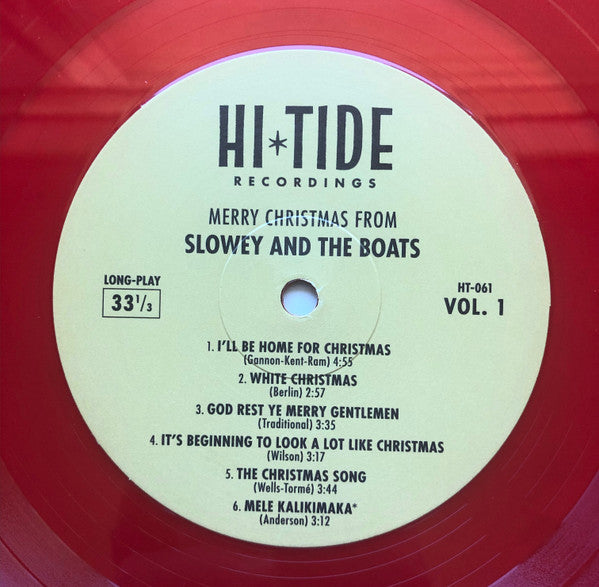 HI*TIDE
RECORDINGS
MERRY CHRISTMAS FROM
SLOWEY AND THE BOATS
LONG-PLAY
33 1/3
HT-061
VOL. 1
1. I'LL BE HOME FOR CHRISTMAS
(Gannon-Kent-Ram) 4:55
2. WHITE CHRISTMAS
(Berlin) 2:57
3. GOD REST YE MERRY GENTLEMEN
(Traditional) 3:35
4. IT'S BEGINNING TO LOOK A LOT LIKE CHRISTMAS
(Wilson) 3:17
5. THE CHRISTMAS SONG
(Wells-Tormé) 3:44
6. MELE KALIKIMAKA*
(Anderson) 3:12